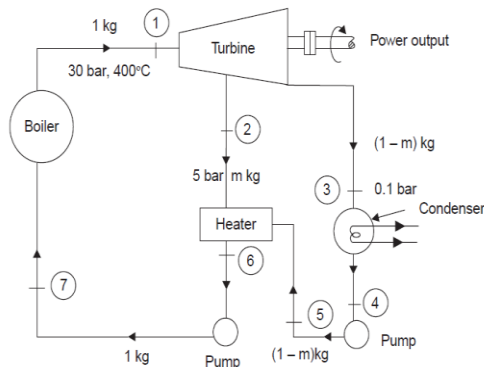 1 kg
1
Turbine
Power output
30 bar, 400°C
Boiler
2
(1 – m) kg
5 bar m kg
3
0.1 bar
Condenser
Heater
6
7
5
4
Pump
1 kg
Pump
(1 – m)kg